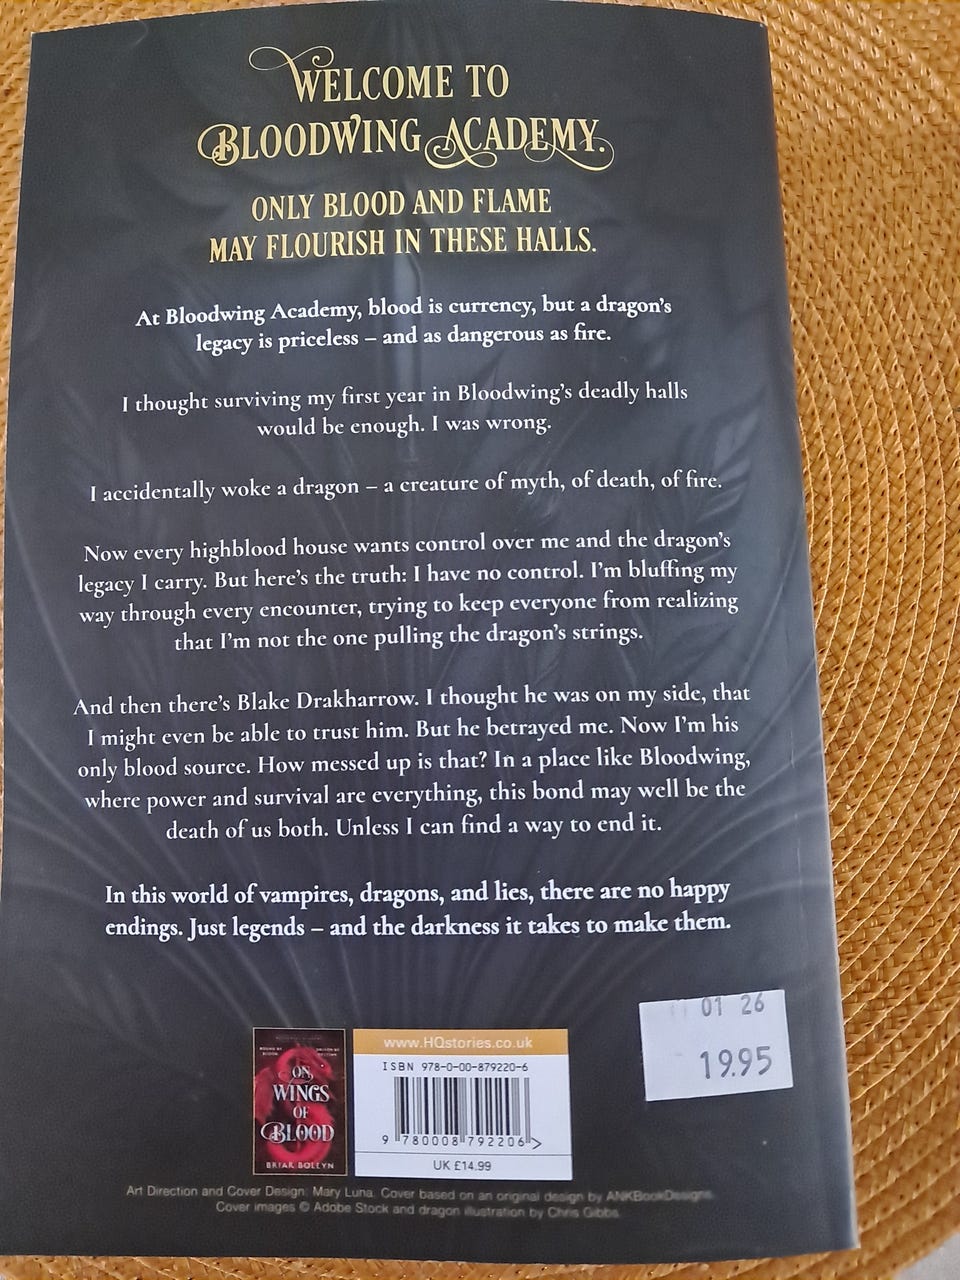 WELCOME TO
BLOODWING ACADEMY.
ONLY BLOOD AND FLAME
MAY FLOURISH IN THESE HALLS.
At Bloodwing Academy, blood is currency, but a dragon's
legacy is priceless – and as dangerous as fire.
I thought surviving my first year in Bloodwing's deadly halls
would be enough. I was wrong.
I accidentally woke a dragon – a creature of myth, of death, of fire.
Now every highblood house wants control over me and the dragon's
legacy I carry. But here's the truth: I have no control. I'm bluffing my
way through every encounter, trying to keep everyone from realizing
that I'm not the one pulling the dragon's strings.
And then there's Blake Drakharrow. I thought he was on my side, that
I might even be able to trust him. But he betrayed me. Now I'm his
only blood source. How messed up is that? In a place like Bloodwing,
where power and survival are everything, this bond may well be the
death of us both. Unless I can find a way to end it.
In this world of vampires, dragons, and lies, there are no happy
endings. Just legends – and the darkness it takes to make them.
01 26
19.95
ON
WINGS
OF
BLOOD
BRIAR BOLEYN
www.HQstories.co.uk
ISBN 978-0-00-879220-6
9 780008 792206 >
UK £14.99
Art Direction and Cover Design: Mary Luna. Cover based on an original design by ANKBookDesigns.
Cover images © Adobe Stock and dragon illustration by Chris Gibbs.